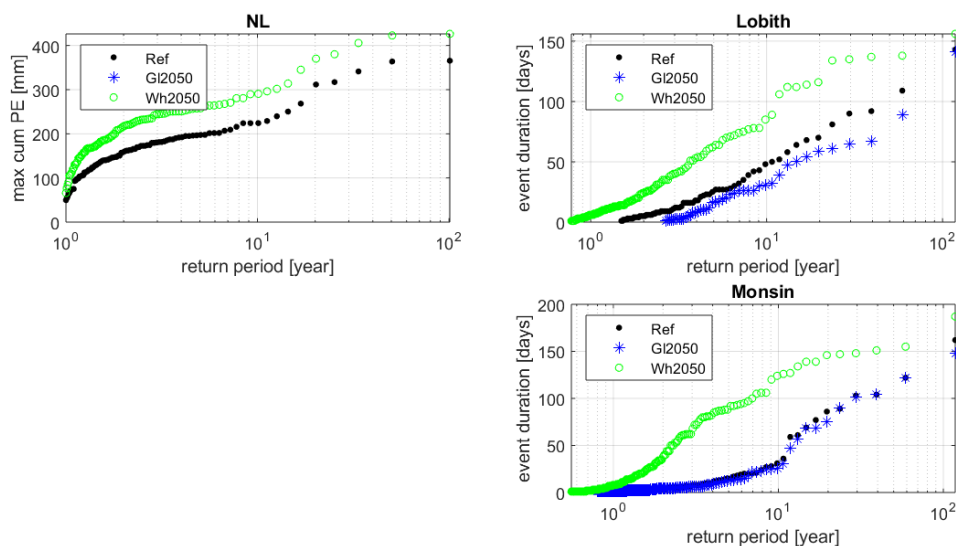 NL
400
300
200
100
0
max cum PE [mm]
Ref
Gl2050
Wh2050
10^0
10^1
10^2
return period [year]
Lobith
150
100
50
0
event duration [days]
Ref
Gl2050
Wh2050
10^0
10^1
10^2
return period [year]
Monsin
200
150
100
50
0
event duration [days]
Ref
Gl2050
Wh2050
10^0
10^1
10^2
return period [year]